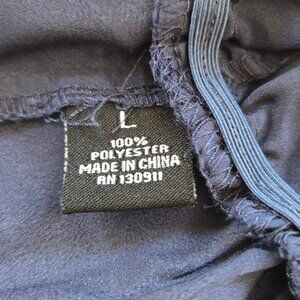 L
100%
POLYESTER
MADE IN CHINA
RN 130911